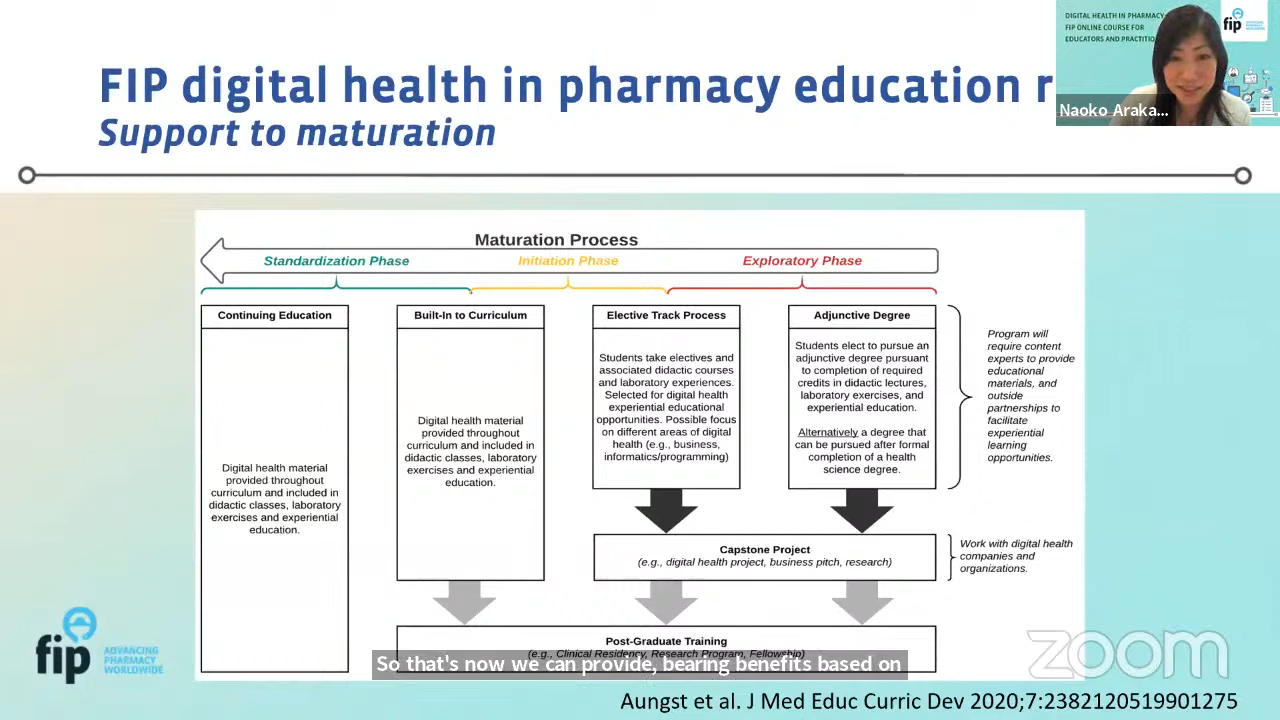 FIP digital health in pharmacy education
Support to maturation
DIGITAL HEALTH IN PHARMACY
FIP ONLINE COURSE FOR
EDUCATORS AND
fip
ADVANCING
PHARMACY
WORLDWIDE
Naoko Araka...
Maturation Process
Standardization Phase
Initiation Phase
Exploratory Phase
Continuing Education
Digital health material
provided throughout
curriculum and included in
didactic classes, laboratory
exercises and experiential
education.
Built-In to Curriculum
Digital health material
provided throughout
curriculum and included in
didactic classes, laboratory
exercises and experiential
education.
Elective Track Process
Students take electives and
associated didactic courses
and laboratory experiences.
Selected for digital health
experiential educational
opportunities. Possible focus
on different areas of digital
health (e.g., business,
informatics/programming)
Adjunctive Degree
Students elect to pursue an
adjunctive degree pursuant
to completion of required
credits in didactic lectures,
laboratory exercises, and
experiential education.
Alternatively a degree that
can be pursued after formal
completion of a health
science degree.
Program will
require content
experts to provide
educational
materials, and
outside
partnerships to
facilitate
experiential
learning
opportunities.
Capstone Project
(e.g., digital health project, business pitch, research)
Work with digital health
companies and
organizations.
Post-Graduate Training
(e.g., Clinical Residency, Research Program, Fellowship)
So that's now we can provide, bearing benefits based on
fip
ADVANCING
PHARMACY
WORLDWIDE
zoom
Aungst et al. J Med Educ Curric Dev 2020;7:2382120519901275